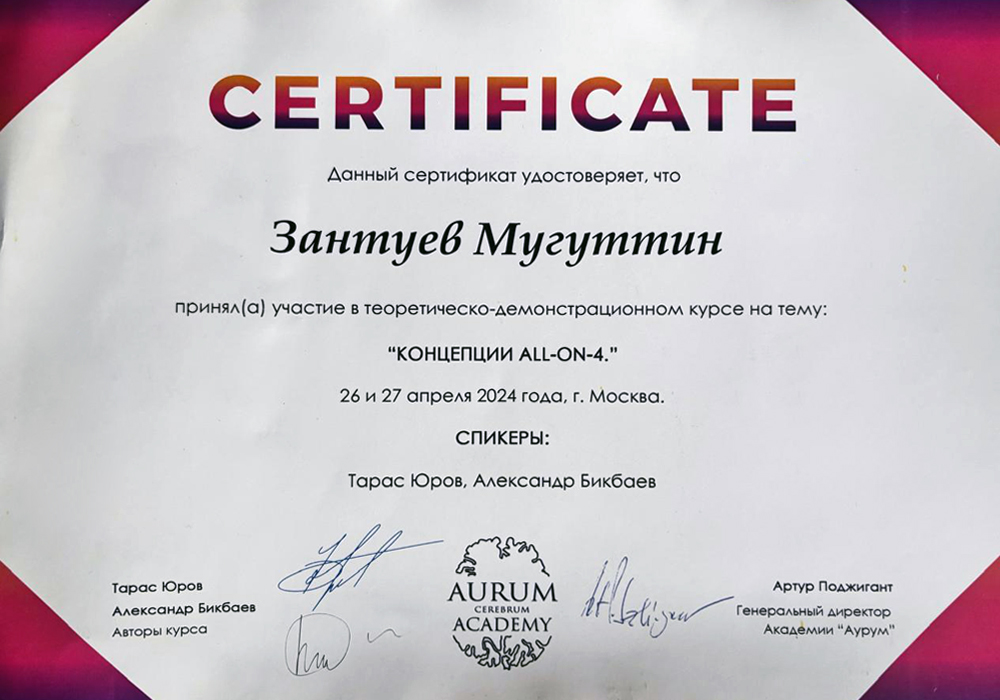 CERTIFICATE
Данный сертификат удостоверяет, что
Зантуев Мугуттин
принял(а) участие в теоретическо-демонстрационном курсе на тему:
“КОНЦЕПЦИИ ALL-ON-4.”
26 и 27 апреля 2024 года, г. Москва.
СПИКЕРЫ:
Тарас Юров, Александр Бикбаев
Тарас Юров
Александр Бикбаев
Авторы курса
AURUM
CEREBRUM
ACADEMY
Артур Поджигант
Генеральный директор
Академии “Аурум”